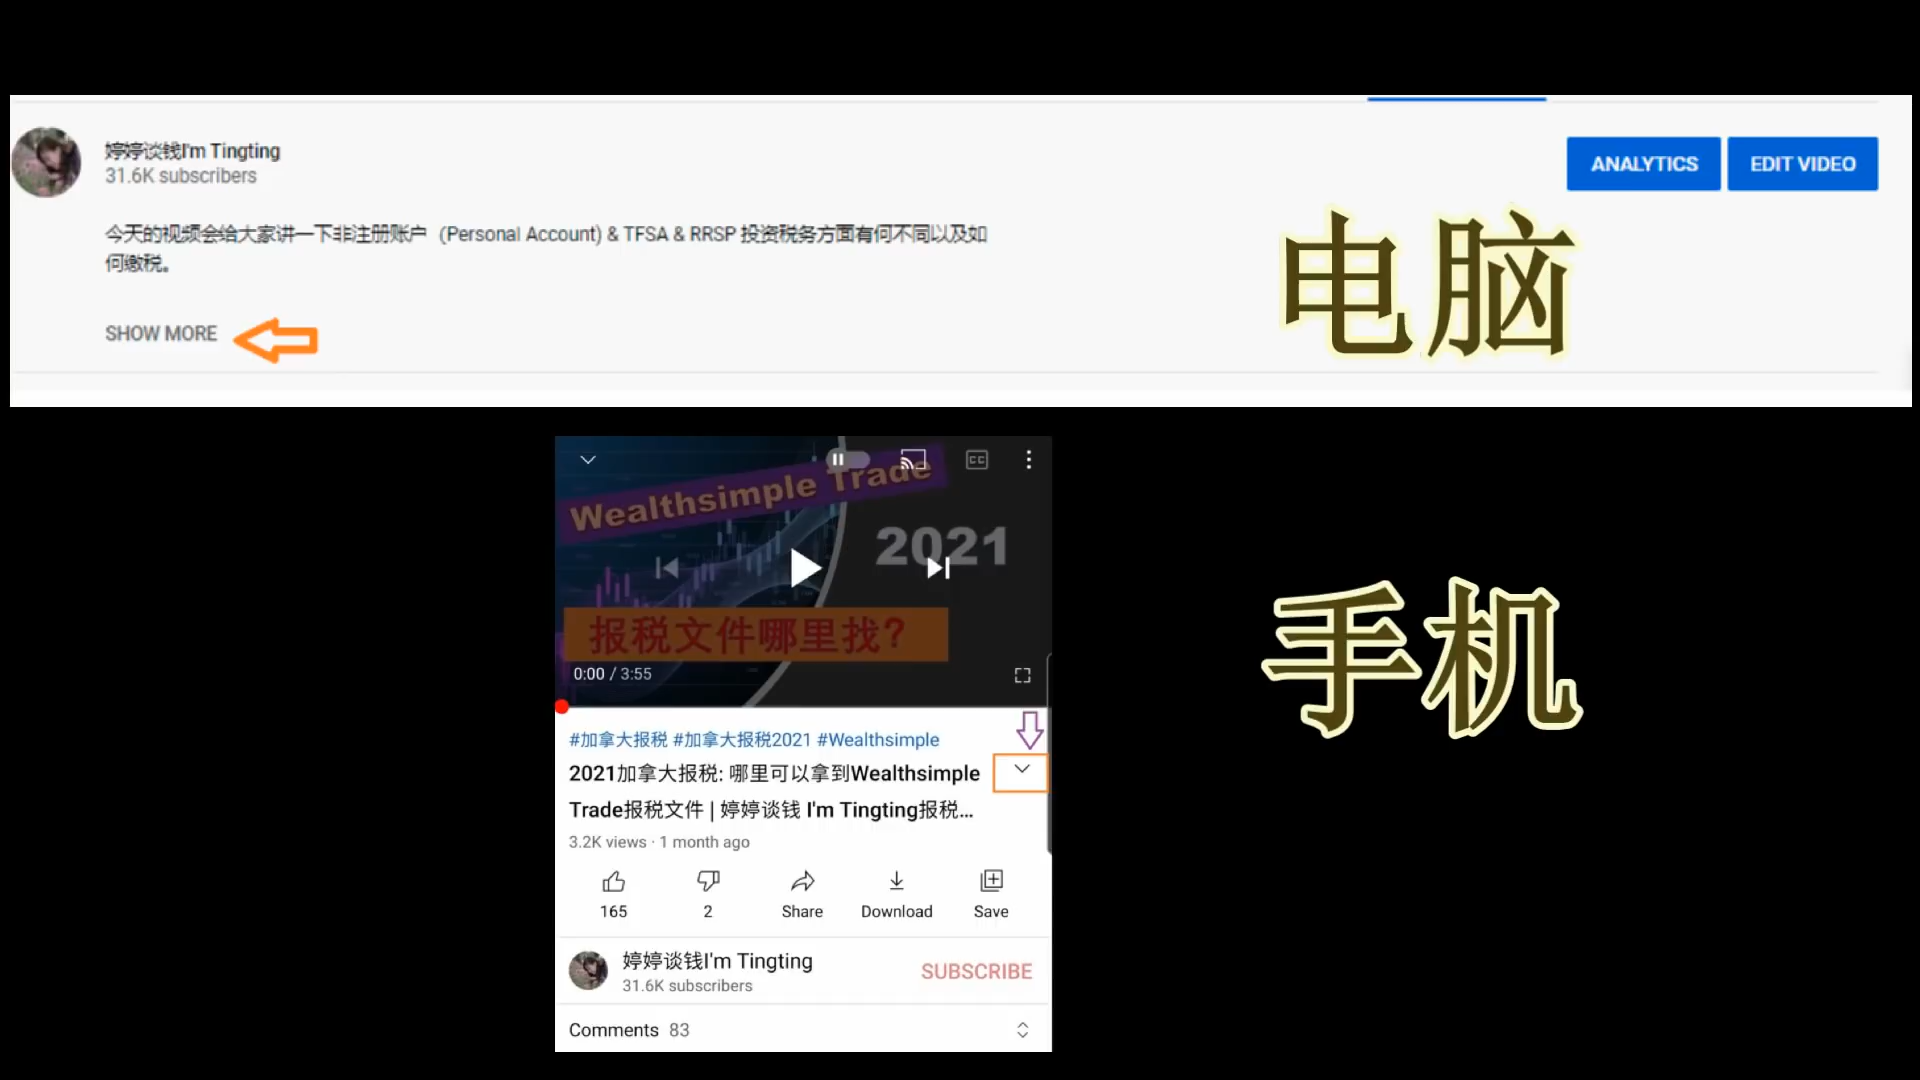 婷婷谈钱I'm Tingting
31.6K subscribers
ANALYTICS
EDIT VIDEO
今天的视频会给大家讲一下非注册账户 (Personal Account) & TFSA & RRSP 投资税务方面有何不同以及如
何缴税。
SHOW MORE
电脑
Wealthsimple Trade
CC
2021
报税文件哪里找?
0:00 / 3:55
手机
#加拿大报税 #加拿大报税2021 #Wealthsimple
2021加拿大报税: 哪里可以拿到Wealthsimple
Trade报税文件 | 婷婷谈钱 I'm Tingting报税...
3.2K views · 1 month ago
165
2
Share
Download
Save
婷婷谈钱I'm Tingting
31.6K subscribers
SUBSCRIBE
Comments 83